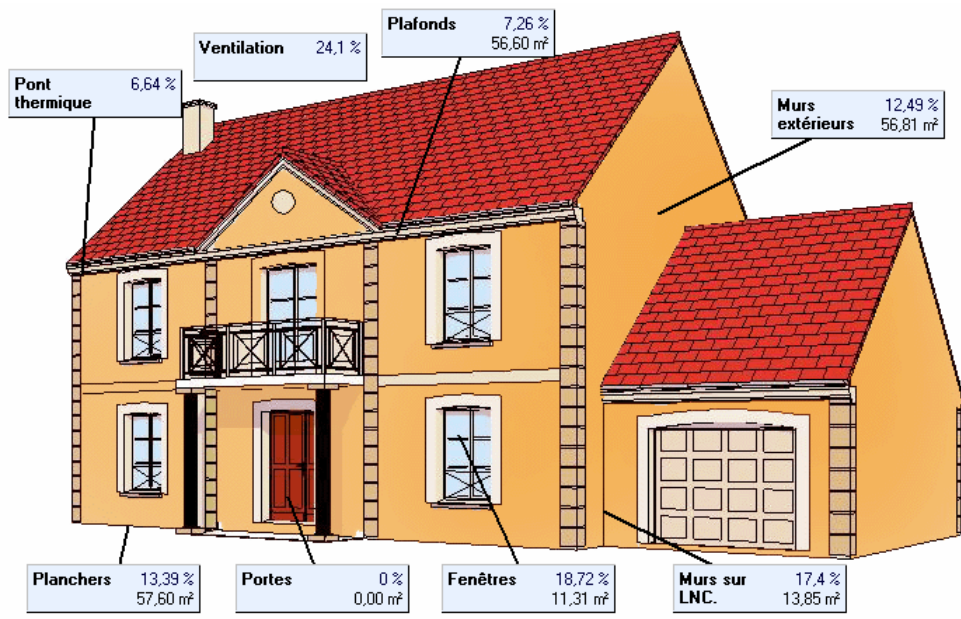 Plafonds 7,26 %
56,60 m²
Ventilation 24,1 %
Pont 6,64 %
thermique
Murs 12,49 %
extérieurs 56,81 m²
Planchers 13,39 %
57,60 m²
Portes 0 %
0,00 m²
Fenêtres 18,72 %
11,31 m²
Murs sur 17,4 %
LNC. 13,85 m²